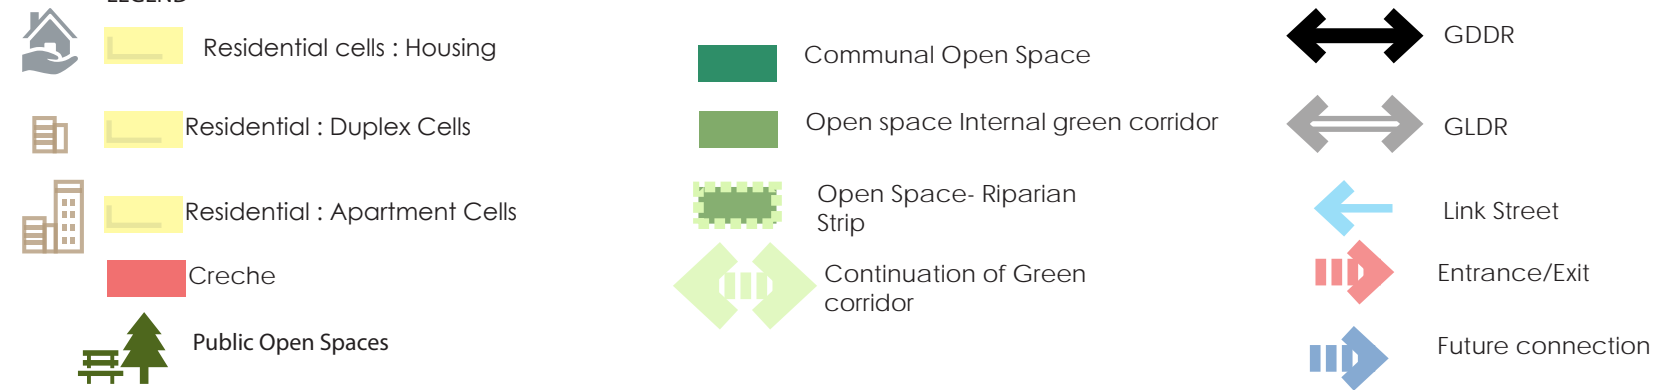 LEGEND
Residential cells : Housing
Residential : Duplex Cells
Residential : Apartment Cells
Creche
Public Open Spaces
Communal Open Space
Open space Internal green corridor
Open Space- Riparian
Strip
Continuation of Green
corridor
GDDR
GLDR
Link Street
Entrance/Exit
Future connection